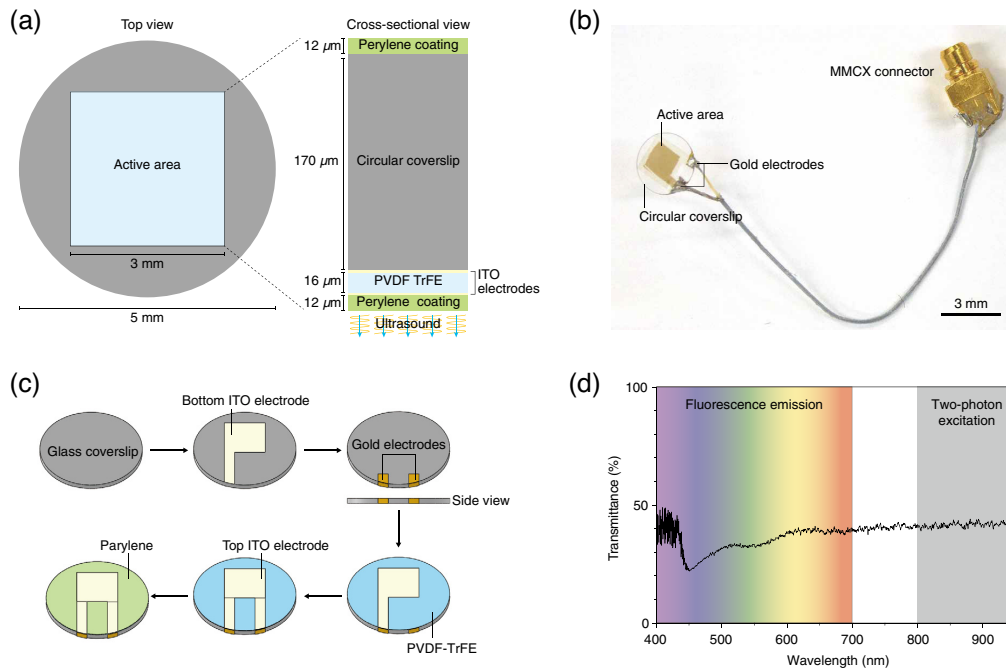 (a)
Top view
Active area
3 mm
5 mm
Cross-sectional view
12 μm
Perylene coating
170 μm
Circular coverslip
16 μm
PVDF TrFE
ITO
electrodes
12 μm
Perylene coating
Ultrasound
(b)
MMCX connector
Active area
Gold electrodes
Circular coverslip
3 mm
(c)
Bottom ITO electrode
Glass coverslip
Gold electrodes
Side view
Parylene
Top ITO electrode
PVDF-TrFE
(d)
100
Fluorescence emission
Two-photon
excitation
50
0
Transmittance (%)
400 500 600 700 800 900
Wavelength (nm)